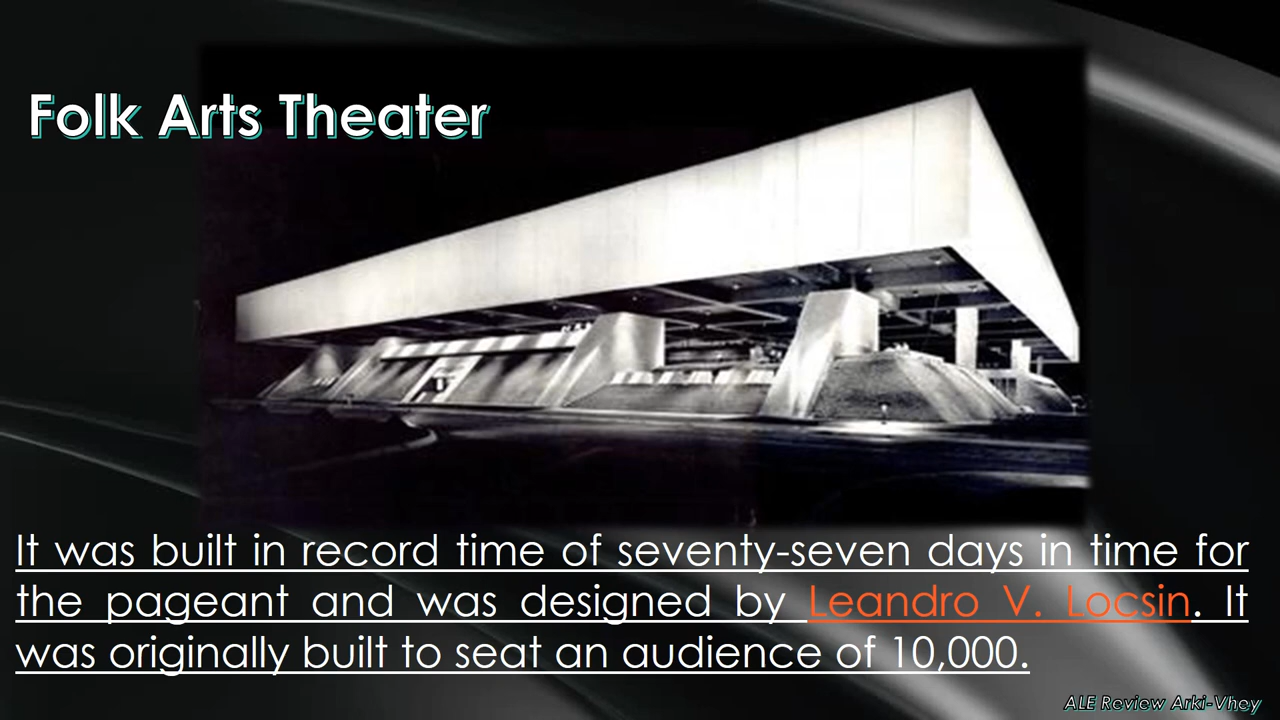 Folk Arts Theater
It was built in record time of seventy-seven days in time for
the pageant and was designed by Leandro V. Locsin. It
was originally built to seat an audience of 10,000.
ALE Review Arki-Vhey